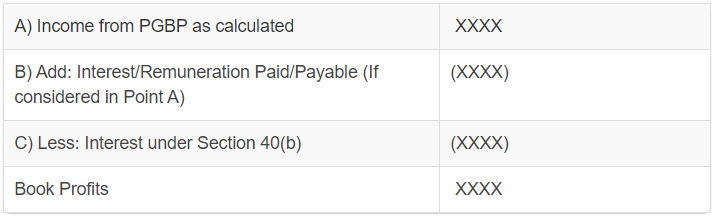 A) Income from PGBP as calculated XXXX
B) Add: Interest/Remuneration Paid/Payable (If (XXXX)
considered in Point A)
C) Less: Interest under Section 40(b) (XXXX)
Book Profits XXXX